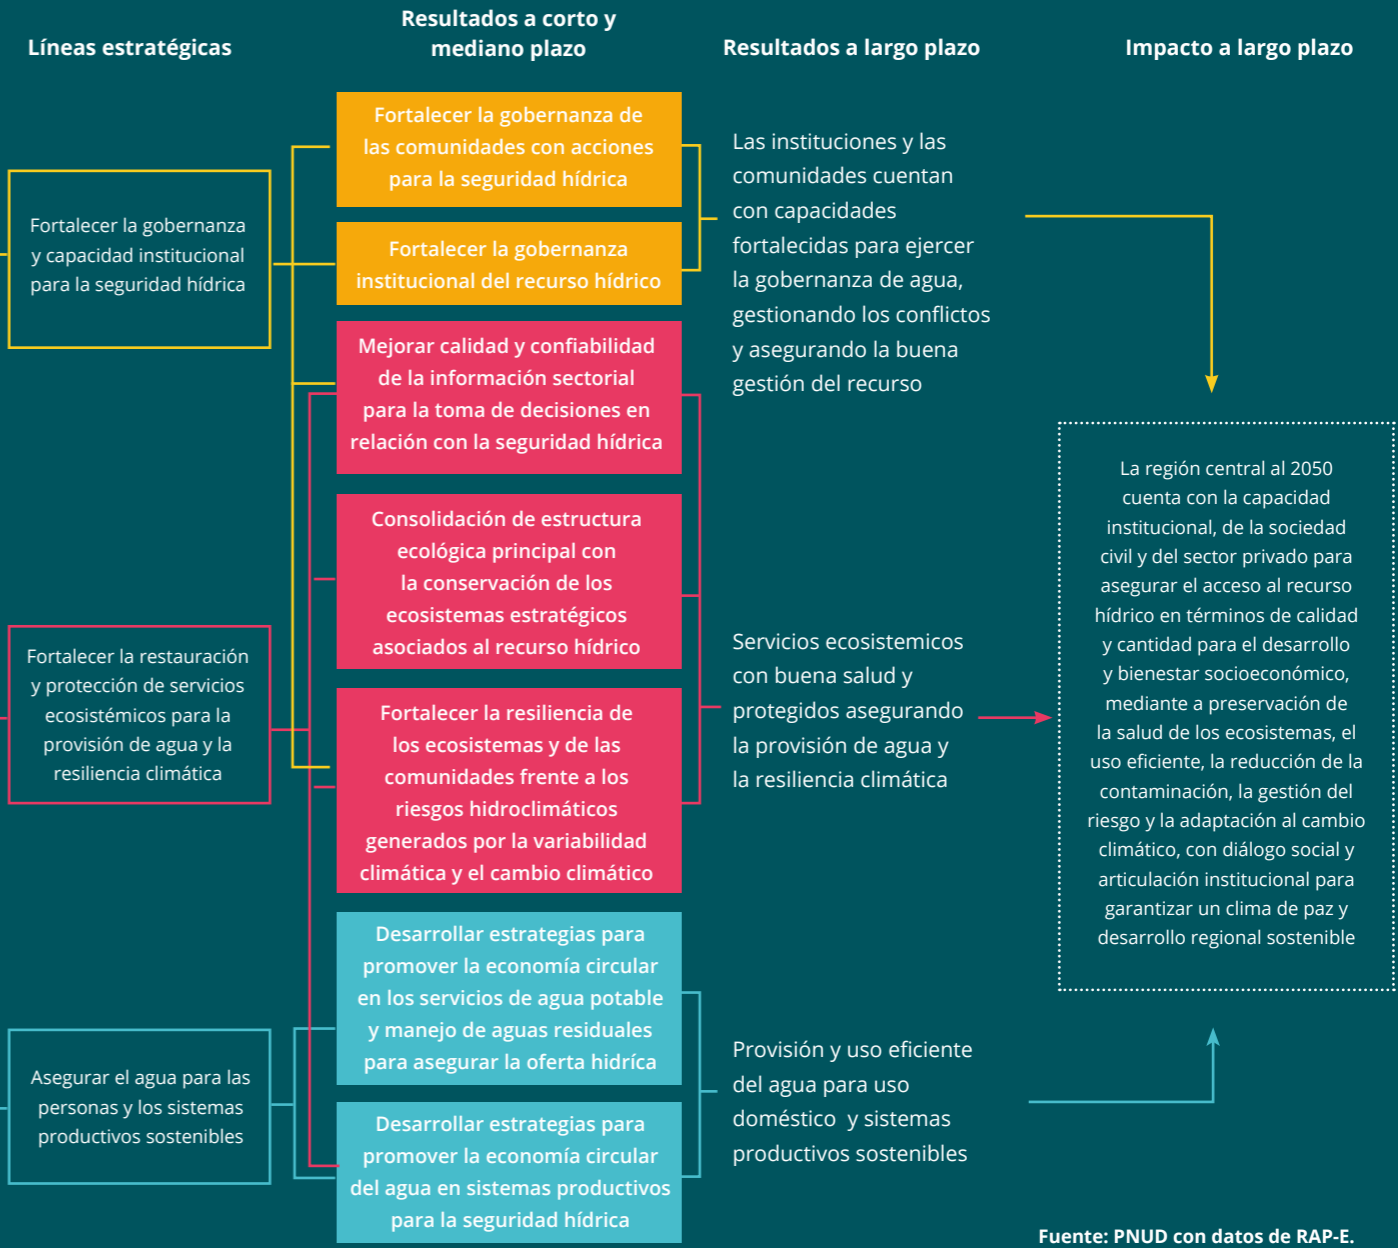 Líneas estratégicas
Resultados a corto y
mediano plazo
Resultados a largo plazo
Impacto a largo plazo
Fortalecer la gobernanza
y capacidad institucional
para la seguridad hídrica
Fortalecer la restauración
y protección de servicios
ecosistémicos para la
provisión de agua y la
resiliencia climática
Asegurar el agua para las
personas y los sistemas
productivos sostenibles
Fortalecer la gobernanza de
las comunidades con acciones
para la seguridad hídrica
Fortalecer la gobernanza
institucional del recurso hídrico
Mejorar calidad y confiabilidad
de la información sectorial
para la toma de decisiones en
relación con la seguridad hídrica
Consolidación de estructura
ecológica principal con
la conservación de los
ecosistemas estratégicos
asociados al recurso hídrico
Fortalecer la resiliencia de
los ecosistemas y de las
comunidades frente a los
riesgos hidroclimáticos
generados por la variabilidad
climática y el cambio climático
Desarrollar estrategias para
promover la economía circular
en los servicios de agua potable
y manejo de aguas residuales
para asegurar la oferta hidríca
Desarrollar estrategias para
promover la economía circular
del agua en sistemas productivos
para la seguridad hídrica
Las instituciones y las
comunidades cuentan
con capacidades
fortalecidas para ejercer
la gobernanza de agua,
gestionando los conflictos
y asegurando la buena
gestión del recurso
Servicios ecosistemicos
con buena salud y
protegidos asegurando
la provisión de agua y
la resiliencia climática
Provisión y uso eficiente
del agua para uso
doméstico y sistemas
productivos sostenibles
La región central al 2050
cuenta con la capacidad
institucional, de la sociedad
civil y del sector privado para
asegurar el acceso al recurso
hídrico en términos de calidad
y cantidad para el desarrollo
y bienestar socioeconómico,
mediante a preservación de
la salud de los ecosistemas, el
uso eficiente, la reducción de la
contaminación, la gestión del
riesgo y la adaptación al cambio
climático, con diálogo social y
articulación institucional para
garantizar un clima de paz y
desarrollo regional sostenible
Fuente: PNUD con datos de RAP-E.